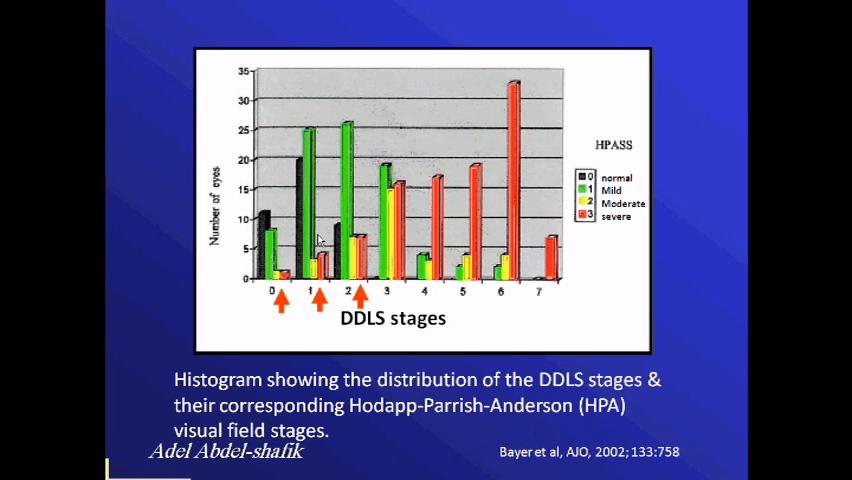 35
30
25
20
15
10
5
0
Number of eyes
0 1 2 3 4 5 6 7
HPASS
0 normal
1 Mild
2 Moderate
3 severe
DDLS stages
Histogram showing the distribution of the DDLS stages &
their corresponding Hodapp-Parrish-Anderson (HPA)
visual field stages.
Adel Abdel-shafik
Bayer et al, AJO, 2002; 133:758